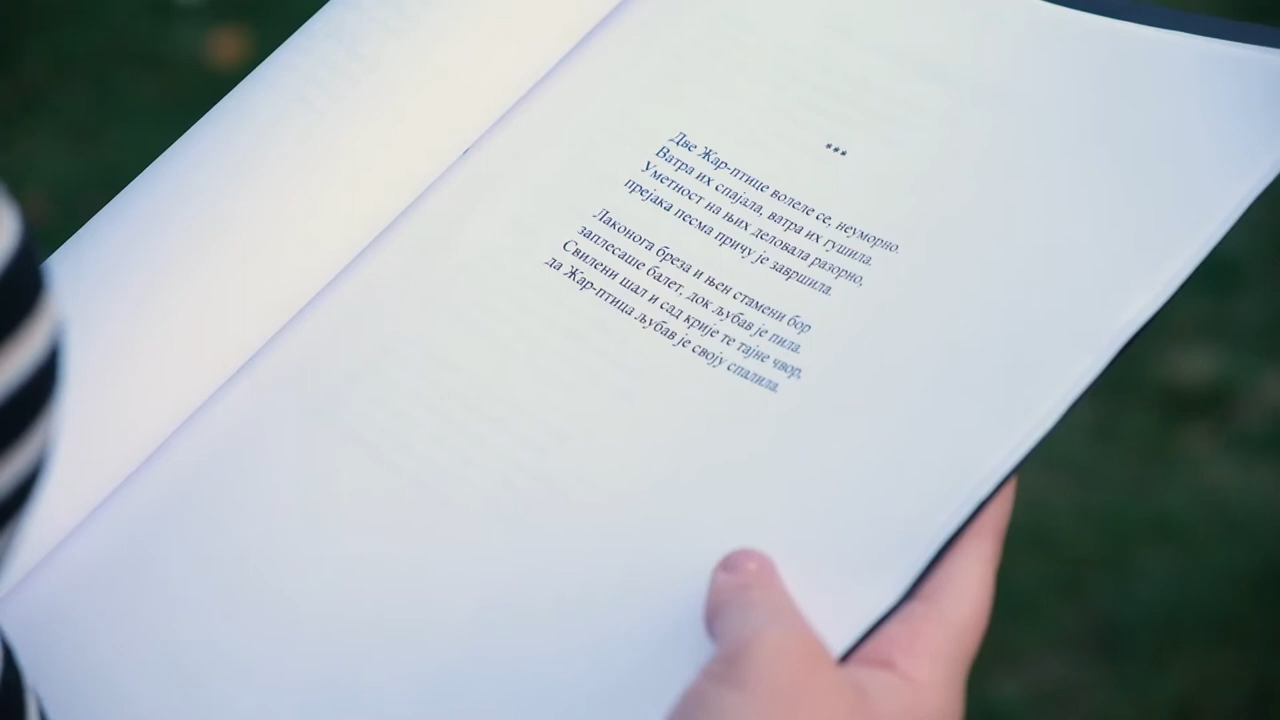 ***
Две Жар-птице волеле се, неуморно.
Ватра их спајала, ватра их гушила.
Уметност на њих деловала разорно,
прејака песма причу је завршила.
Лаконога бреза и њен стамени бор
заплесаше балет, док љубав је пила.
Свилени шал и сад крије те тајне чвор,
да Жар-птица љубав је своју спалила.